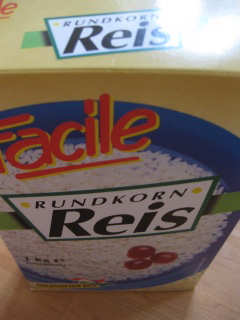 RUNDKORN
Reis
Facile
RUNDKORN
Reis
1 kg e